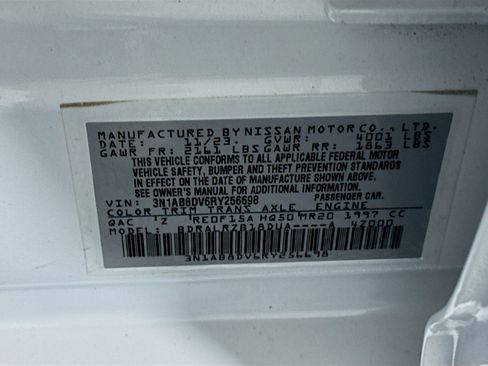 MANUFACTURED BY NISSAN MOTOR CO., LTD.
DATE: 11/23 GVWR: 4001 LBS
GAWR FR: 2161 LBS GAWR RR: 1863 LBS
THIS VEHICLE CONFORMS TO ALL APPLICABLE FEDERAL MOTOR
VEHICLE SAFETY, BUMPER AND THEFT PREVENTION STANDARDS
IN EFFECT ON THE DATE OF MANUFACTURE SHOWN ABOVE.
SEE OWNER'S MANUAL FOR ADDITIONAL INFORMATION.
VIN: 3N1AB8DV6RY256698 PASSENGER CAR
COLOR TRIM TRANS AXLE ENGINE
QAC Z RE0F15A HQ50 MR20 1997 CC
MODEL: BDRALRZB18DUA----A 4Z000
3N1AB8DV6RY256698